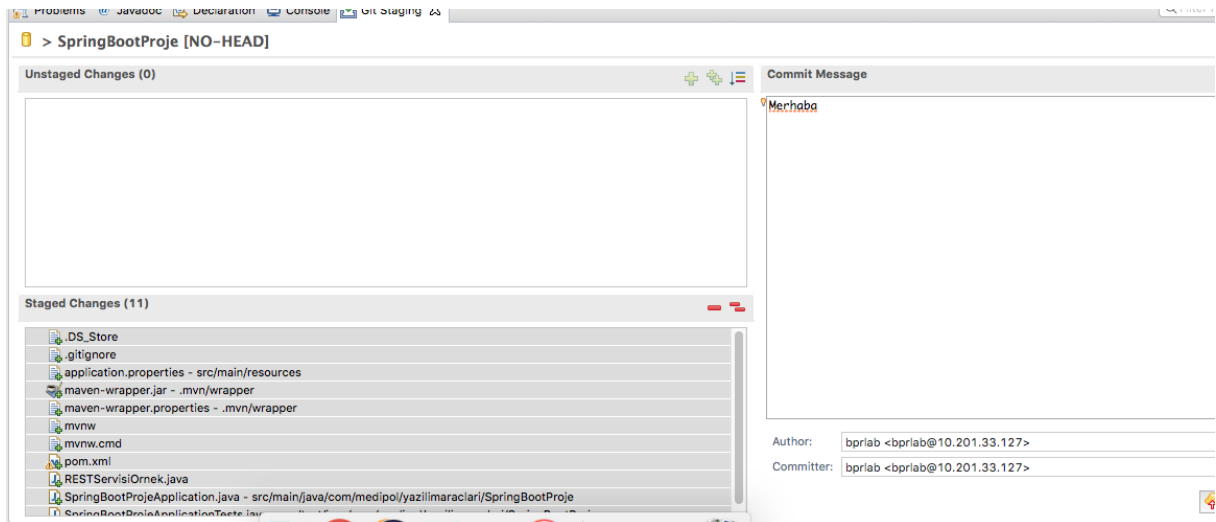 Problems @ Javadoc Declaration Console Git Staging
> SpringBootProje [NO-HEAD]
Unstaged Changes (0)
Commit Message
Merhaba
Staged Changes (11)
.DS_Store
.gitignore
application.properties - src/main/resources
maven-wrapper.jar - .mvn/wrapper
maven-wrapper.properties - .mvn/wrapper
mvnw
mvnw.cmd
pom.xml
RESTServisiOrnek.java
SpringBootProjeApplication.java - src/main/java/com/medipol/yazilimaraclari/SpringBootProje
SpringBootProjeApplicationTests.java
Author: bprlab <bprlab@10.201.33.127>
Committer: bprlab <bprlab@10.201.33.127>